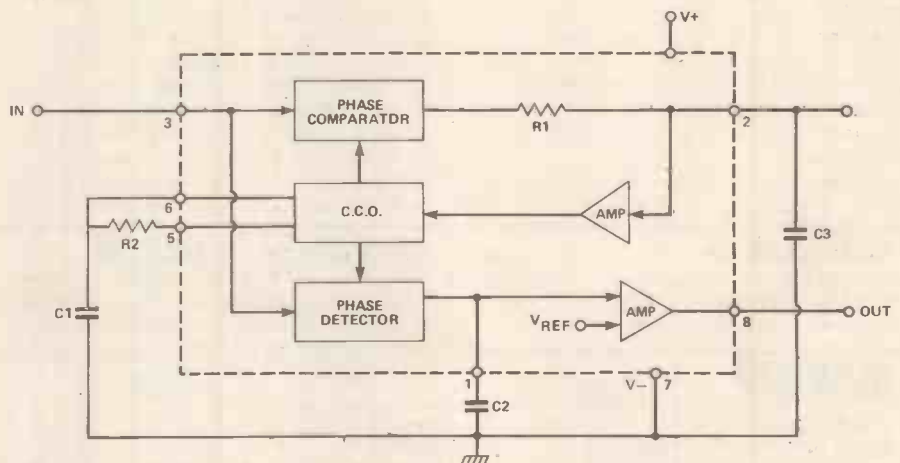 V+
IN
3
PHASE
COMPARATOR
R1
2
6
C.C.O.
AMP
5
R2
C3
C1
PHASE
DETECTOR
VREF
AMP
8
OUT
1
V–
7
C2